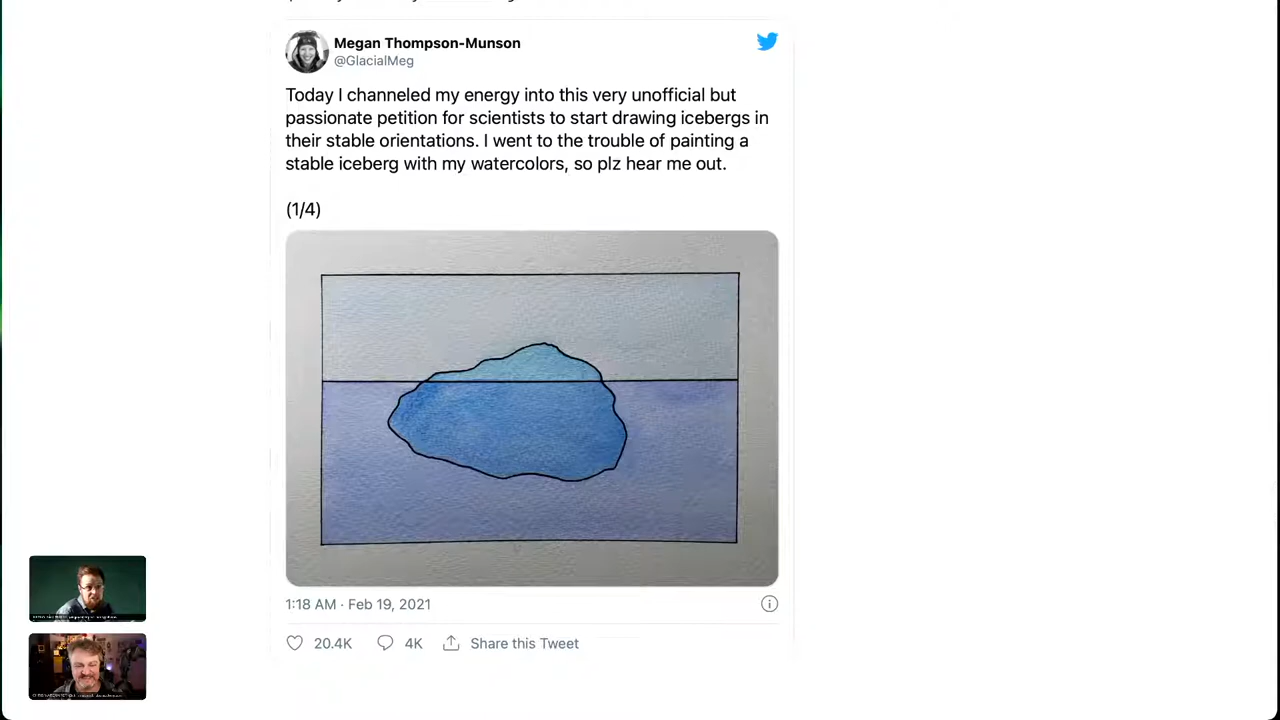 Megan Thompson-Munson
@GlacialMeg
Today I channeled my energy into this very unofficial but
passionate petition for scientists to start drawing icebergs in
their stable orientations. I went to the trouble of painting a
stable iceberg with my watercolors, so plz hear me out.
(1/4)
1:18 AM · Feb 19, 2021
20.4K 4K Share this Tweet